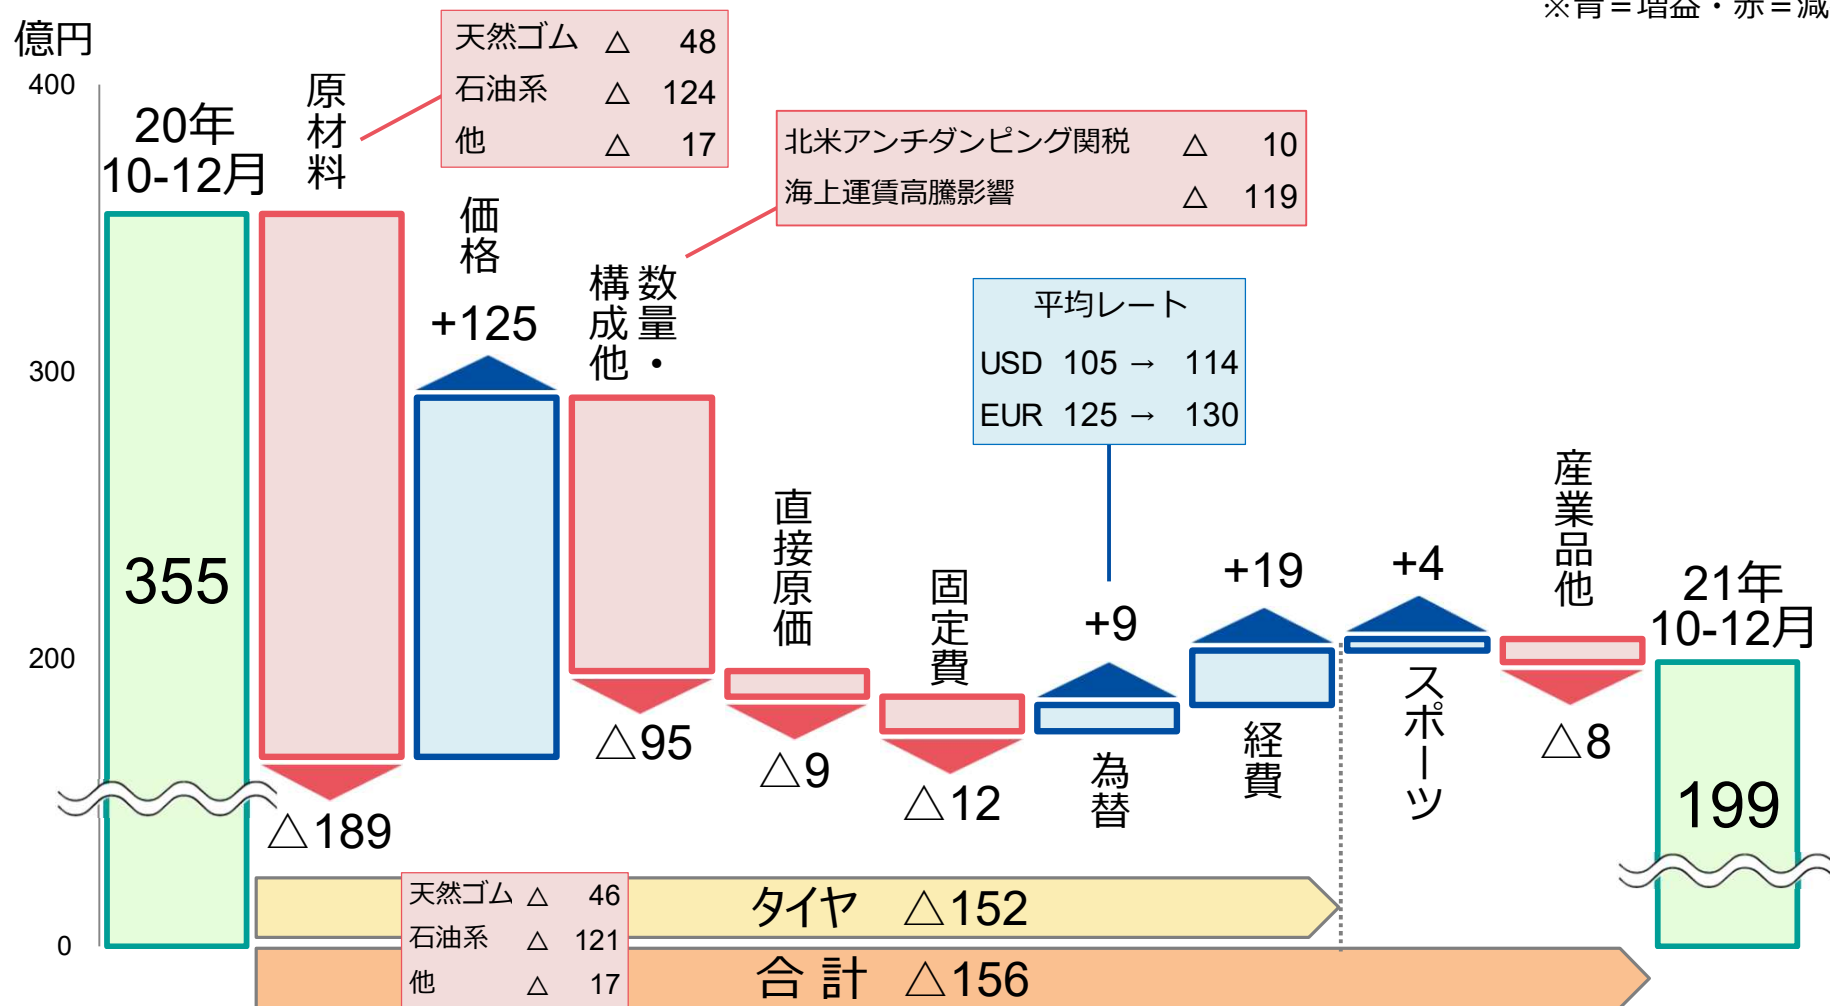 ※青＝増益・赤＝減
億円
400
300
200
0
20年
10-12月
355
原材料
△189
天然ゴム △ 48
石油系 △ 124
他 △ 17
価格
+125
数量・
構成他
△95
北米アンチダンピング関税 △ 10
海上運賃高騰影響 △ 119
直接原価
△9
固定費
△12
平均レート
USD 105 → 114
EUR 125 → 130
+9
為替
+19
経費
+4
スポーツ
産業品他
△8
21年
10-12月
199
タイヤ △152
天然ゴム △ 46
石油系 △ 121
他 △ 17
合計 △156